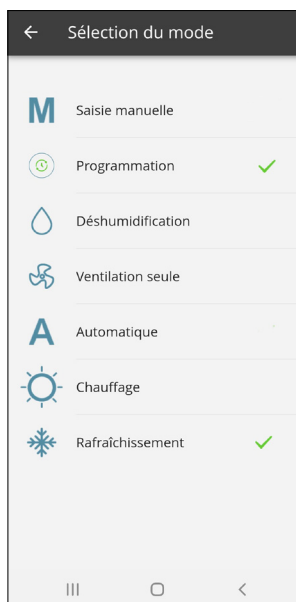 Sélection du mode
M Saisie manuelle
Programmation
Déshumidification
Ventilation seule
A Automatique
Chauffage
Rafraîchissement